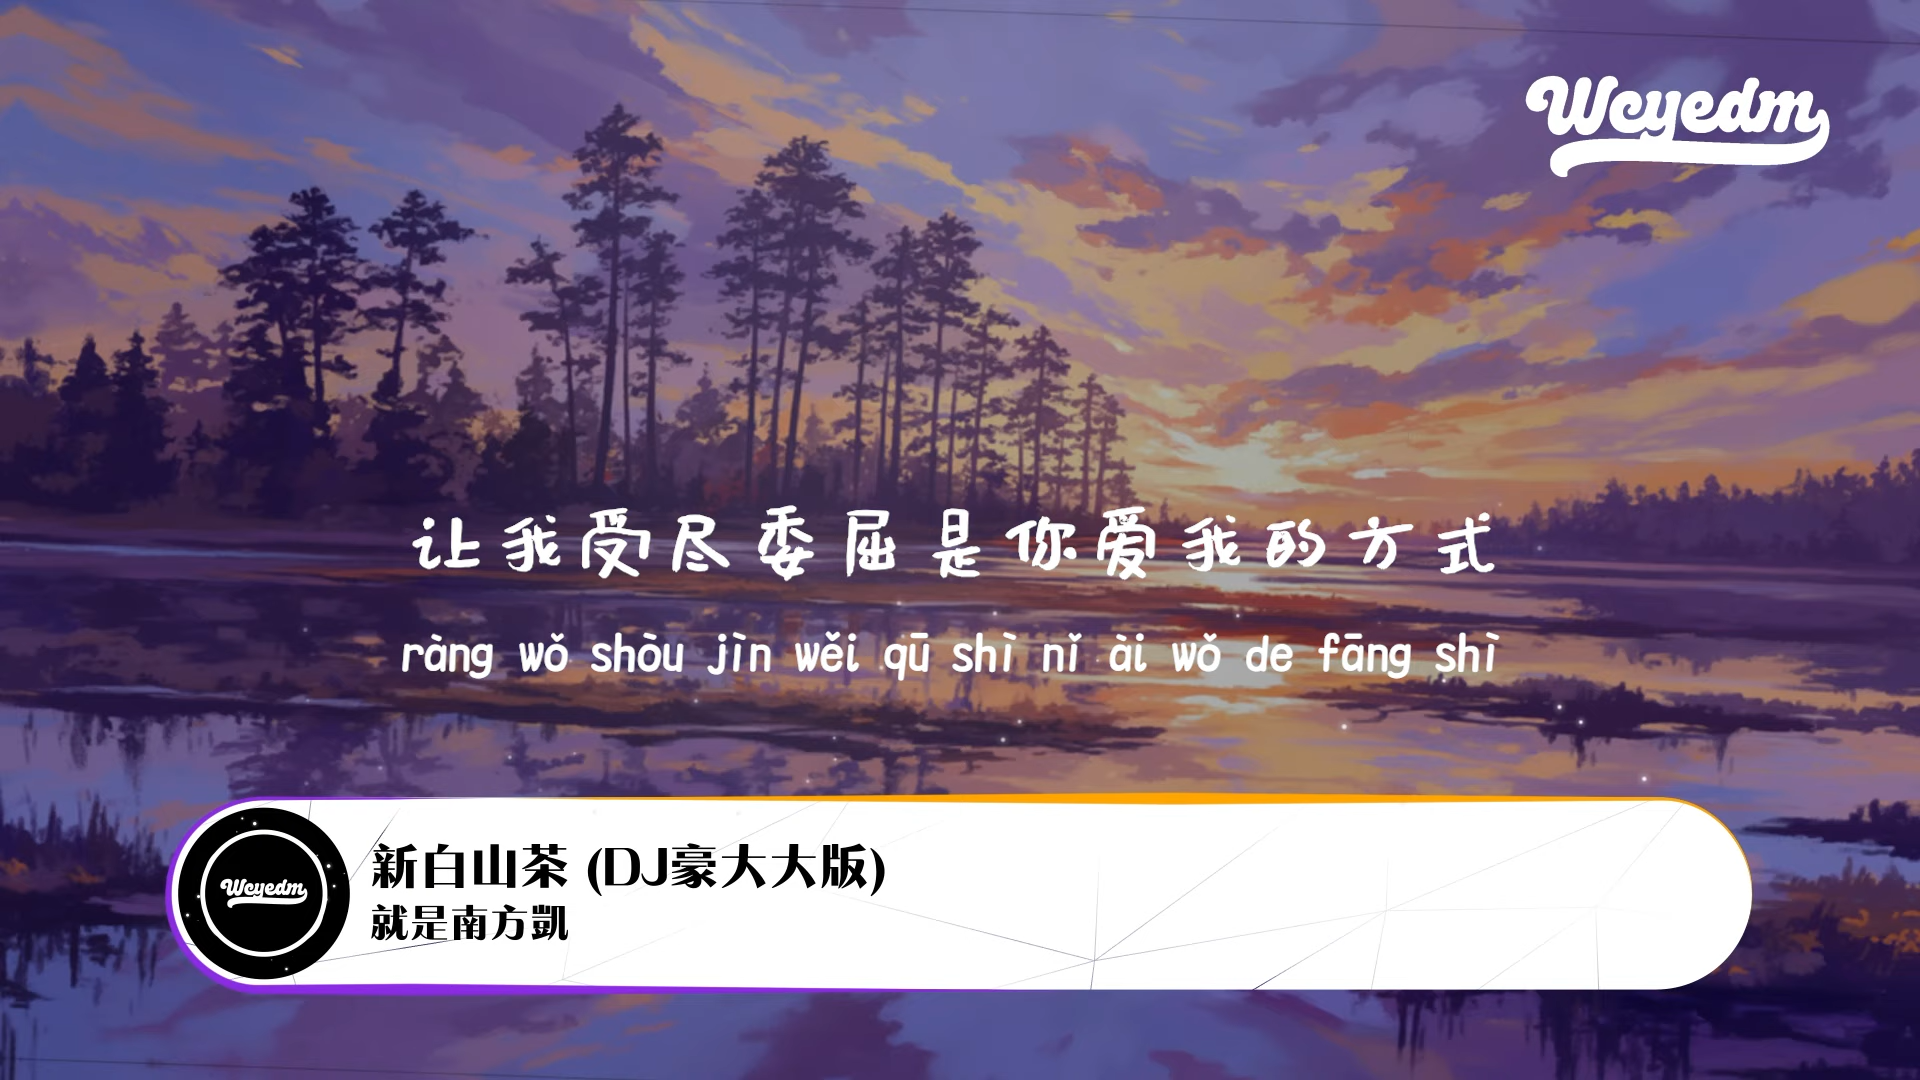 Wcyedm
让我受尽委屈是你爱我的方式
ràng wǒ shòu jìn wěi qū shì nǐ ài wǒ de fāng shì
Wcyedm
新白山茶 (DJ豪大大版)
就是南方凱